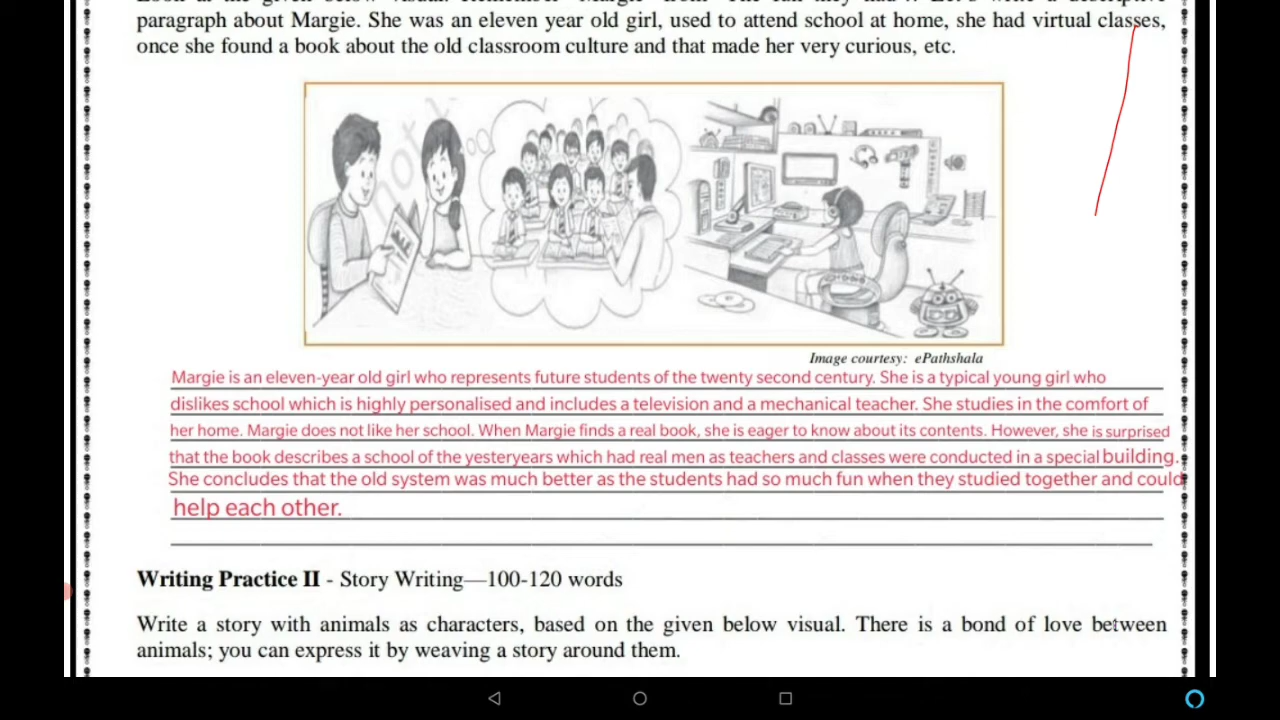 paragraph about Margie. She was an eleven year old girl, used to attend school at home, she had virtual classes,
once she found a book about the old classroom culture and that made her very curious, etc.
Image courtesy: ePathshala
Margie is an eleven-year old girl who represents future students of the twenty second century. She is a typical young girl who
dislikes school which is highly personalised and includes a television and a mechanical teacher. She studies in the comfort of
her home. Margie does not like her school. When Margie finds a real book, she is eager to know about its contents. However, she is surprised
that the book describes a school of the yesteryears which had real men as teachers and classes were conducted in a special building.
She concludes that the old system was much better as the students had so much fun when they studied together and could
help each other.
Writing Practice II - Story Writing—100-120 words
Write a story with animals as characters, based on the given below visual. There is a bond of love between
animals; you can express it by weaving a story around them.